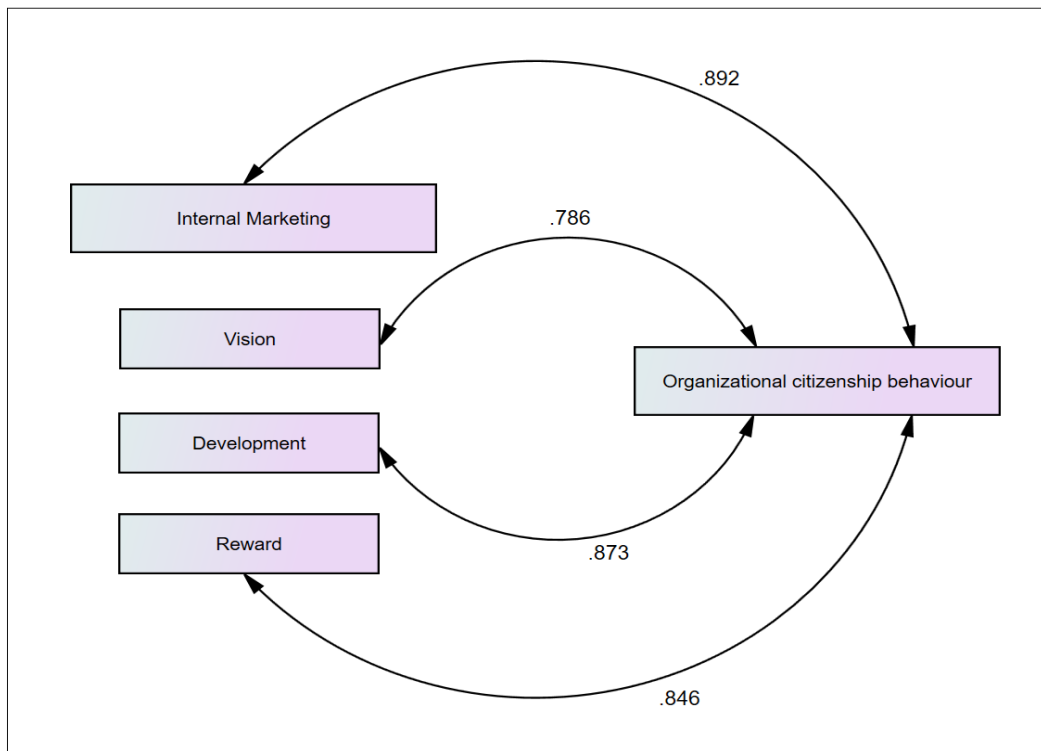 .892
Internal Marketing
.786
Vision
Organizational citizenship behaviour
Development
Reward
.873
.846